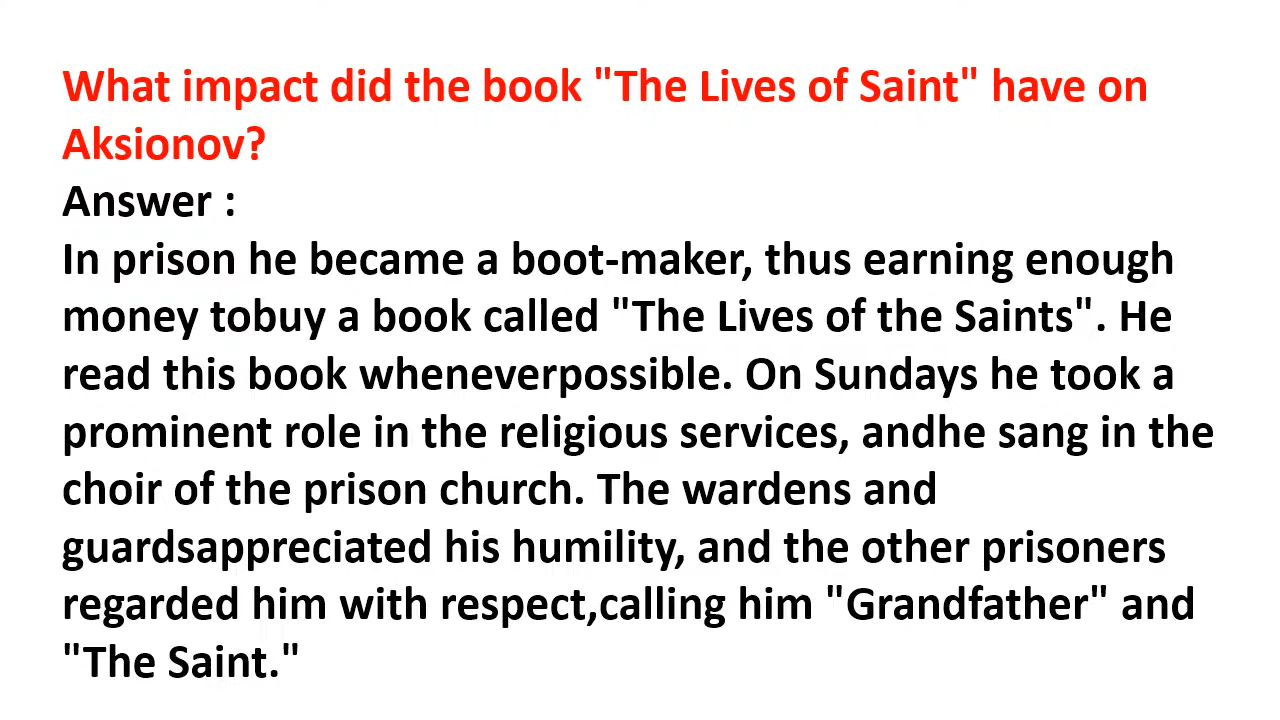 What impact did the book "The Lives of Saint" have on
Aksionov?
Answer :
In prison he became a boot-maker, thus earning enough
money tobuy a book called "The Lives of the Saints". He
read this book wheneverpossible. On Sundays he took a
prominent role in the religious services, andhe sang in the
choir of the prison church. The wardens and
guardsappreciated his humility, and the other prisoners
regarded him with respect,calling him "Grandfather" and
"The Saint."